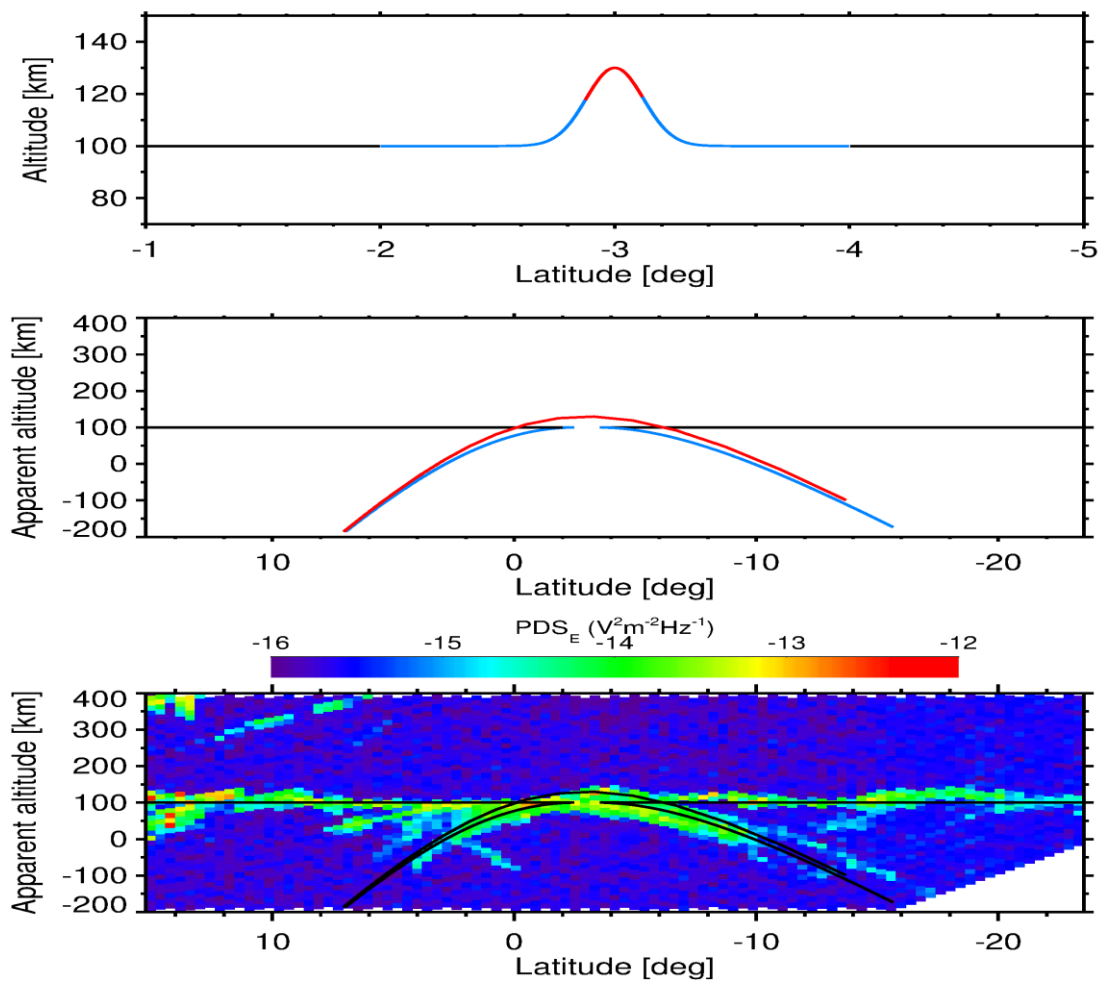 140
120
100
80
Altitude [km]
-1 -2 -3 -4 -5
Latitude [deg]
400
300
200
100
0
-100
-200
Apparent altitude [km]
10 0 -10 -20
Latitude [deg]
PDS_E (V²m⁻²Hz⁻¹)
-16 -15 -14 -13 -12
400
300
200
100
0
-100
-200
Apparent altitude [km]
10 0 -10 -20
Latitude [deg]